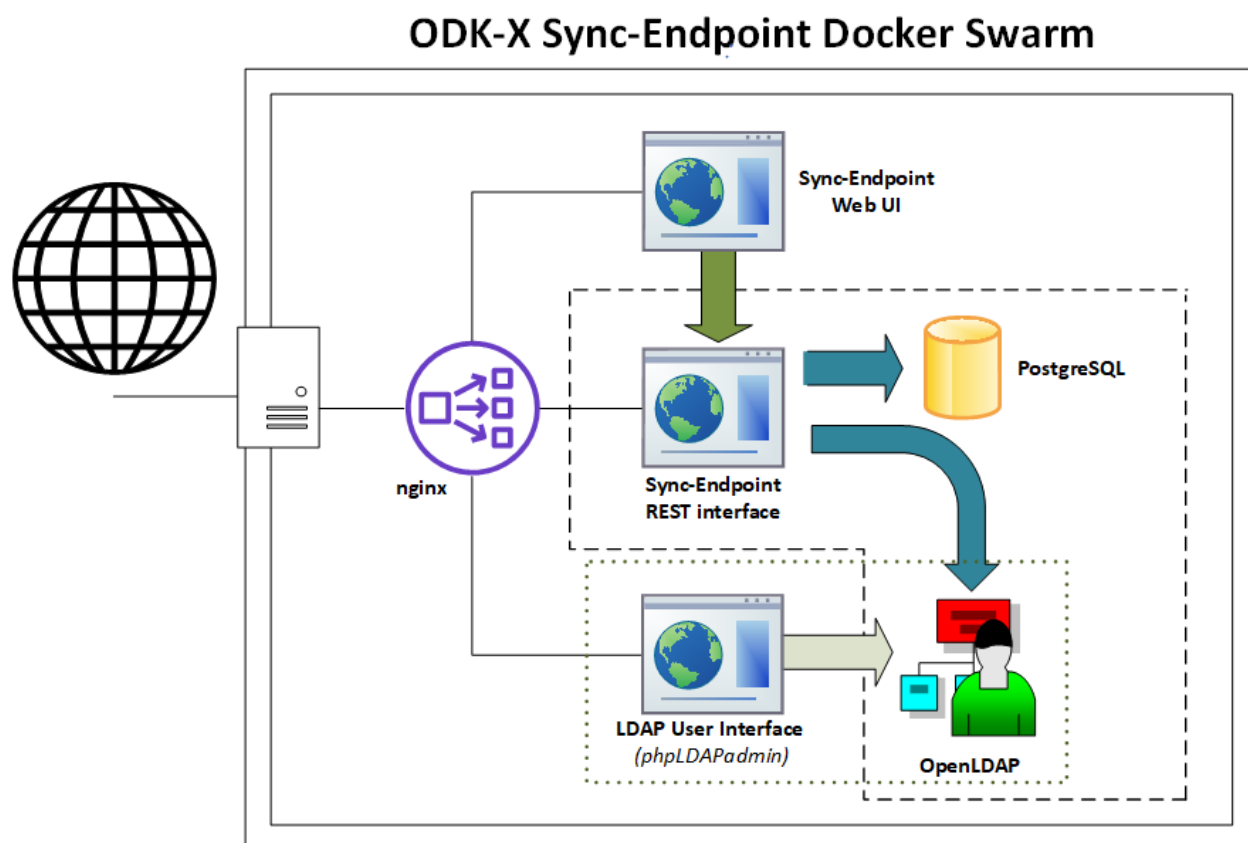 ODK-X Sync-Endpoint Docker Swarm
Sync-Endpoint
Web UI
PostgreSQL
nginx
Sync-Endpoint
REST interface
LDAP User Interface
(phpLDAPadmin)
OpenLDAP